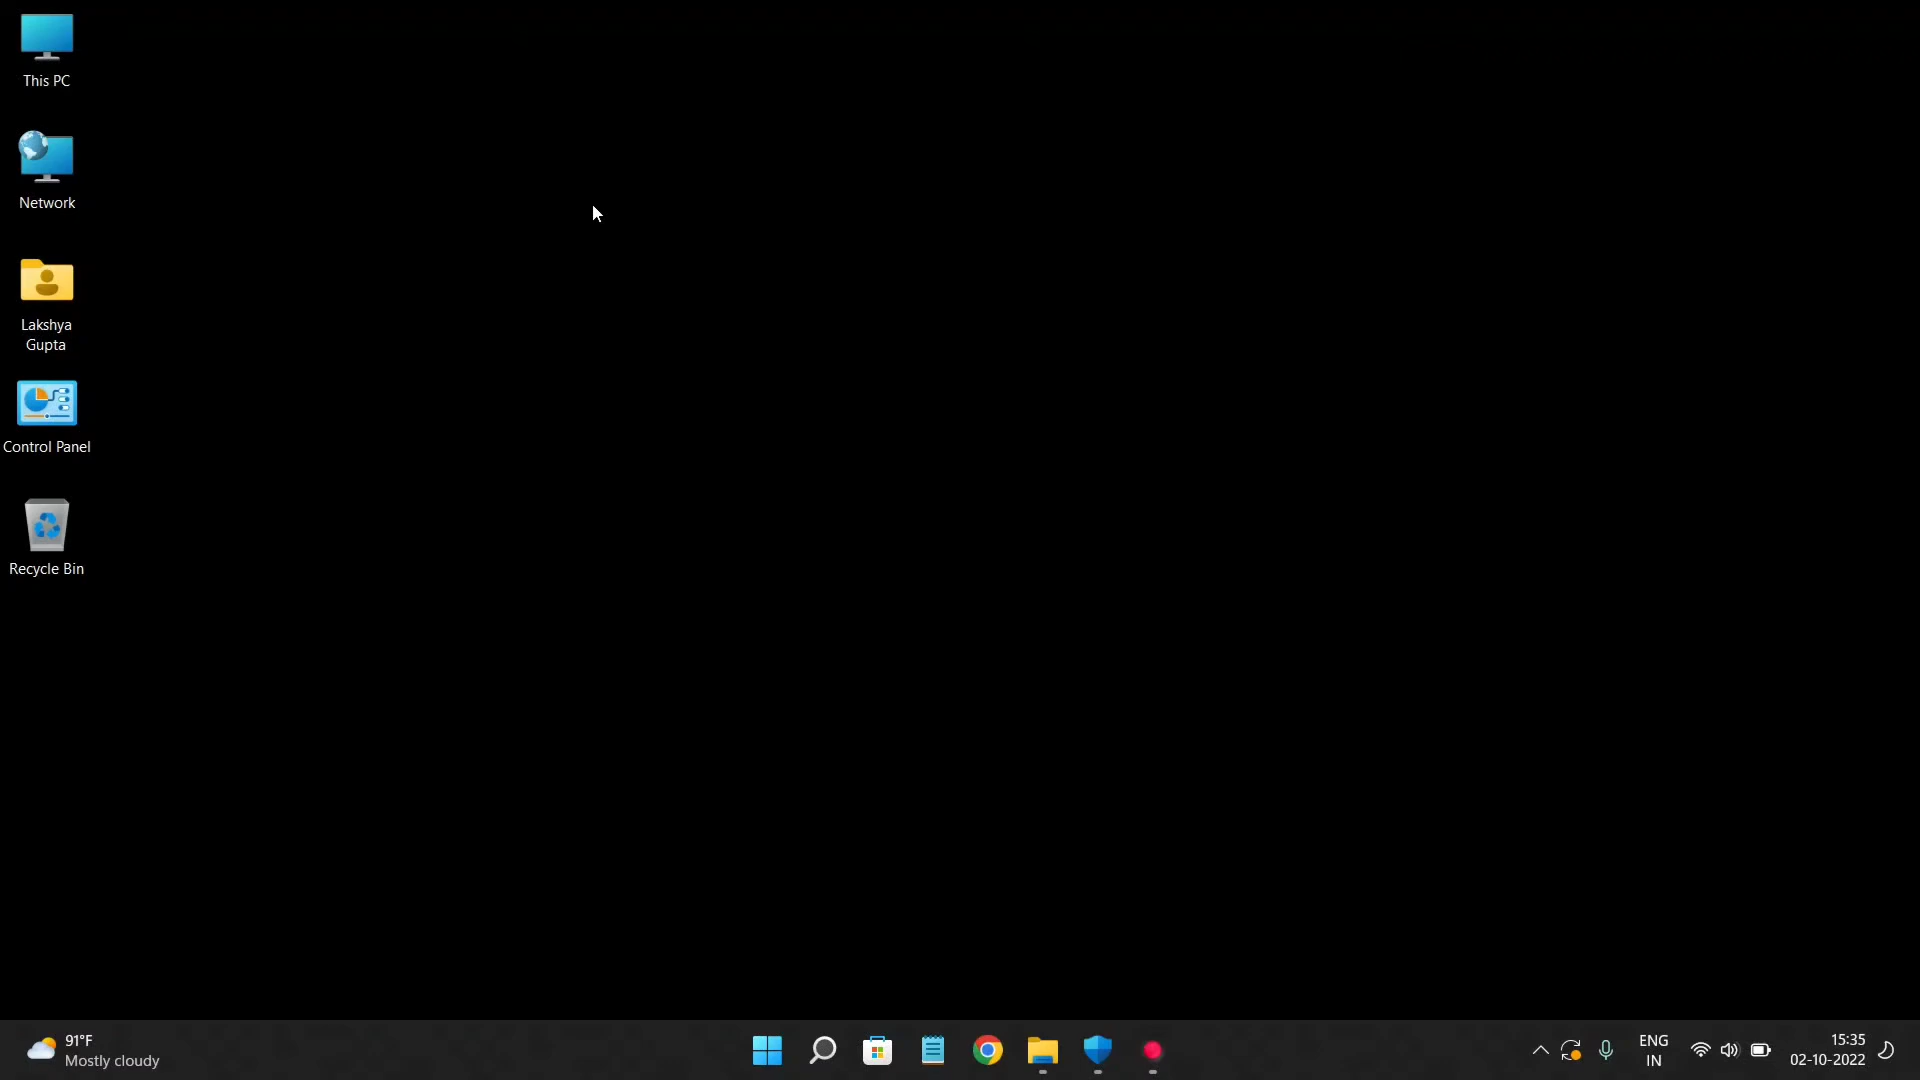 This PC
Network
Lakshya
Gupta
Control Panel
Recycle Bin
91°F
Mostly cloudy
ENG
IN
15:35
02-10-2022